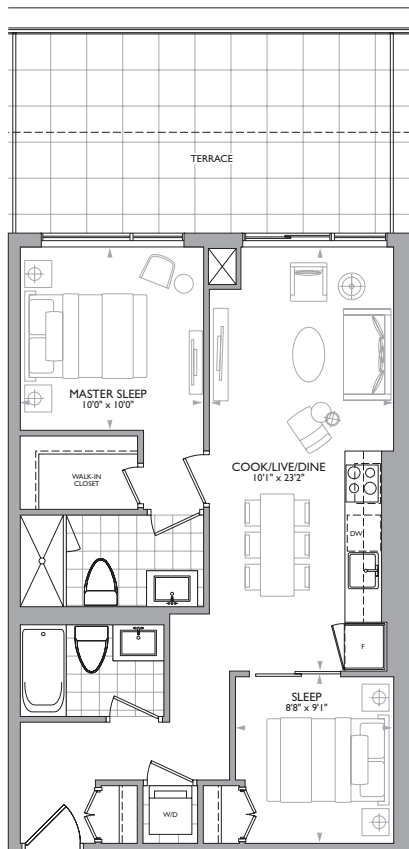 TERRACE
MASTER SLEEP
10'0" x 10'0"
WALK-IN
CLOSET
COOK/LIVE/DINE
10'1" x 23'2"
DW
F
SLEEP
8'8" x 9'1"
W/D